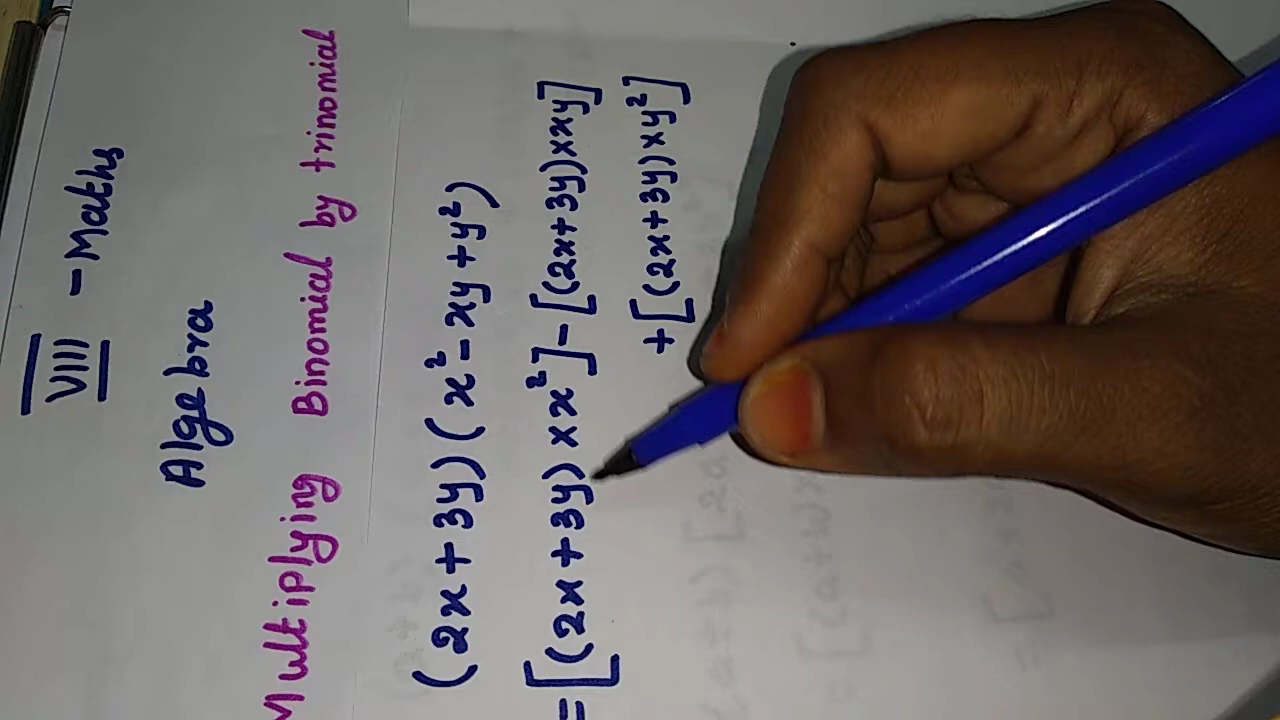 VIII - Maths
Algebra
Multiplying Binomial by trinomial
(2x+3y)(x²-xy+y²)
=[(2x+3y)×x²]-[(2x+3y)×xy]
+[(2x+3y)×y²]